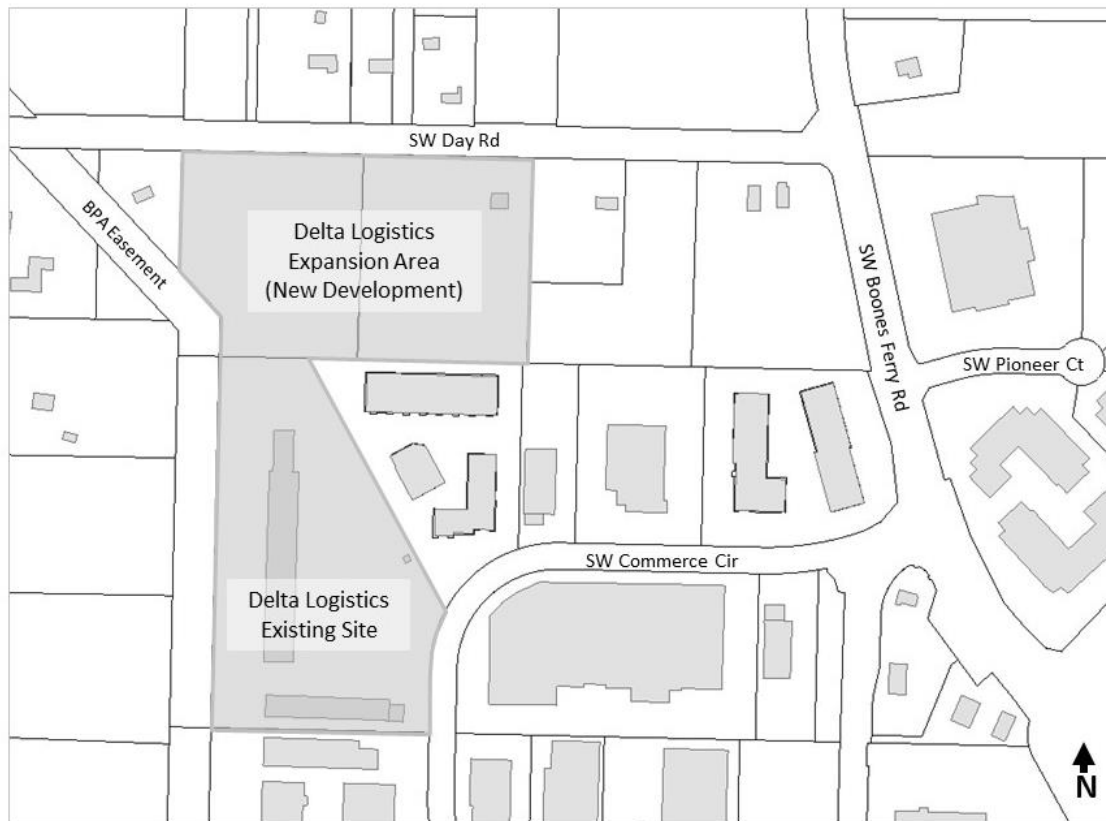 SW Day Rd
BPA Easement
Delta Logistics
Expansion Area
(New Development)
SW Boones Ferry Rd
SW Pioneer Ct
SW Commerce Cir
Delta Logistics
Existing Site
N